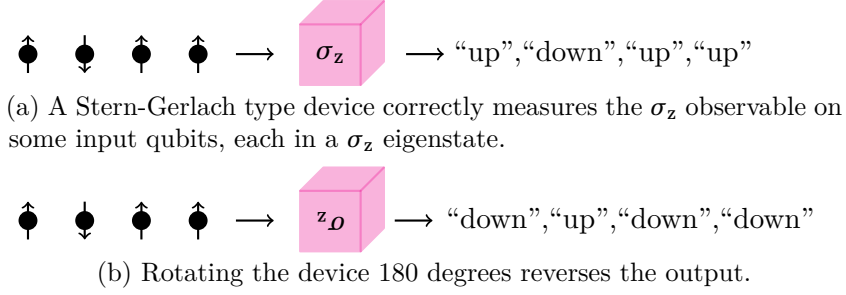 σz
“up”,“down”,“up”,“up”
(a) A Stern-Gerlach type device correctly measures the σz observable on
some input qubits, each in a σz eigenstate.
σz
“down”,“up”,“down”,“down”
(b) Rotating the device 180 degrees reverses the output.